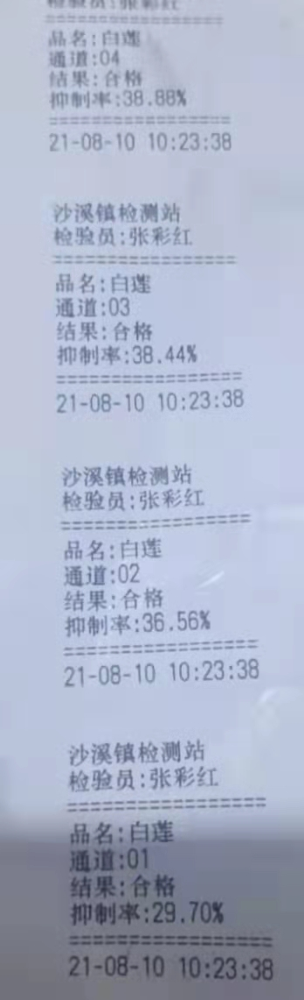 检验员:张彩红
================
品名:白莲
通道:04
结果:合格
抑制率:38.88%
================
21-08-10 10:23:38
沙溪镇检测站
检验员:张彩红
================
品名:白莲
通道:03
结果:合格
抑制率:38.44%
================
21-08-10 10:23:38
沙溪镇检测站
检验员:张彩红
================
品名:白莲
通道:02
结果:合格
抑制率:36.56%
================
21-08-10 10:23:38
沙溪镇检测站
检验员:张彩红
================
品名:白莲
通道:01
结果:合格
抑制率:29.70%
================
21-08-10 10:23:38